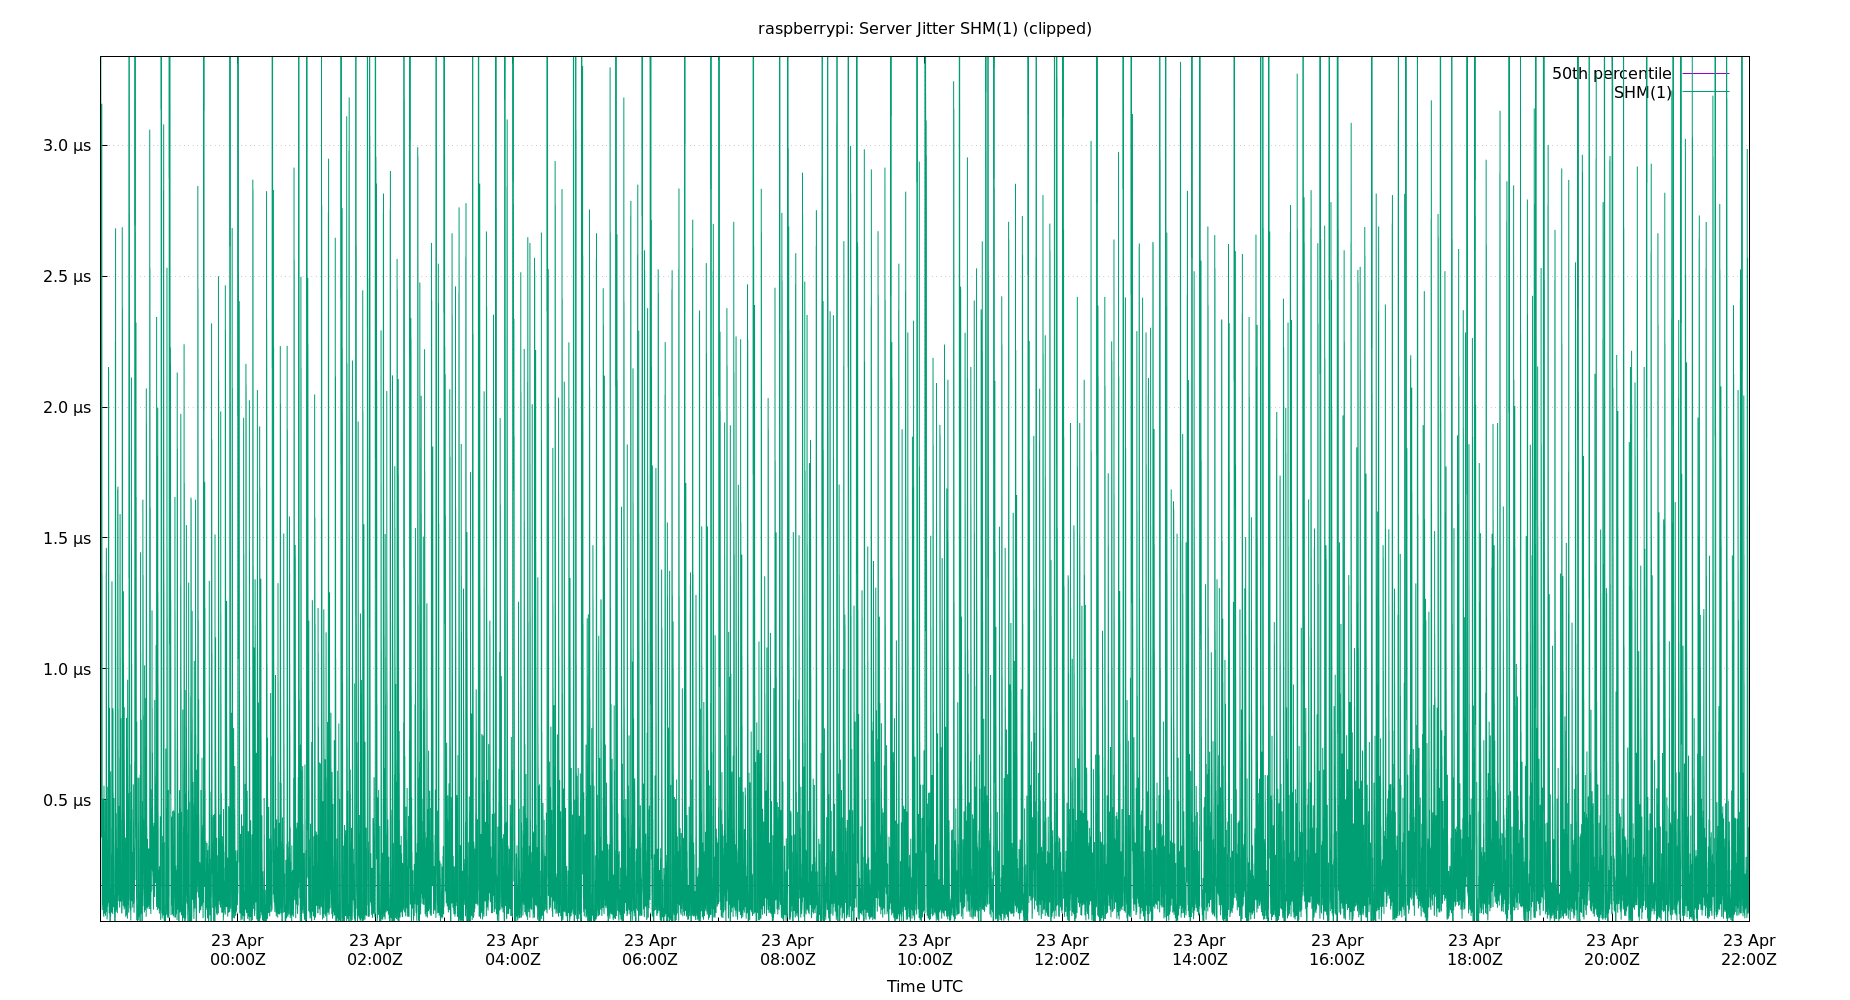 raspberrypi: Server Jitter SHM(1) (clipped)
50th percentile
SHM(1)
3.0 µs
2.5 µs
2.0 µs
1.5 µs
1.0 µs
0.5 µs
23 Apr 23 Apr 23 Apr 23 Apr 23 Apr 23 Apr 23 Apr 23 Apr 23 Apr 23 Apr 23 Apr 23 Apr
00:00Z 02:00Z 04:00Z 06:00Z 08:00Z 10:00Z 12:00Z 14:00Z 16:00Z 18:00Z 20:00Z 22:00Z
Time UTC